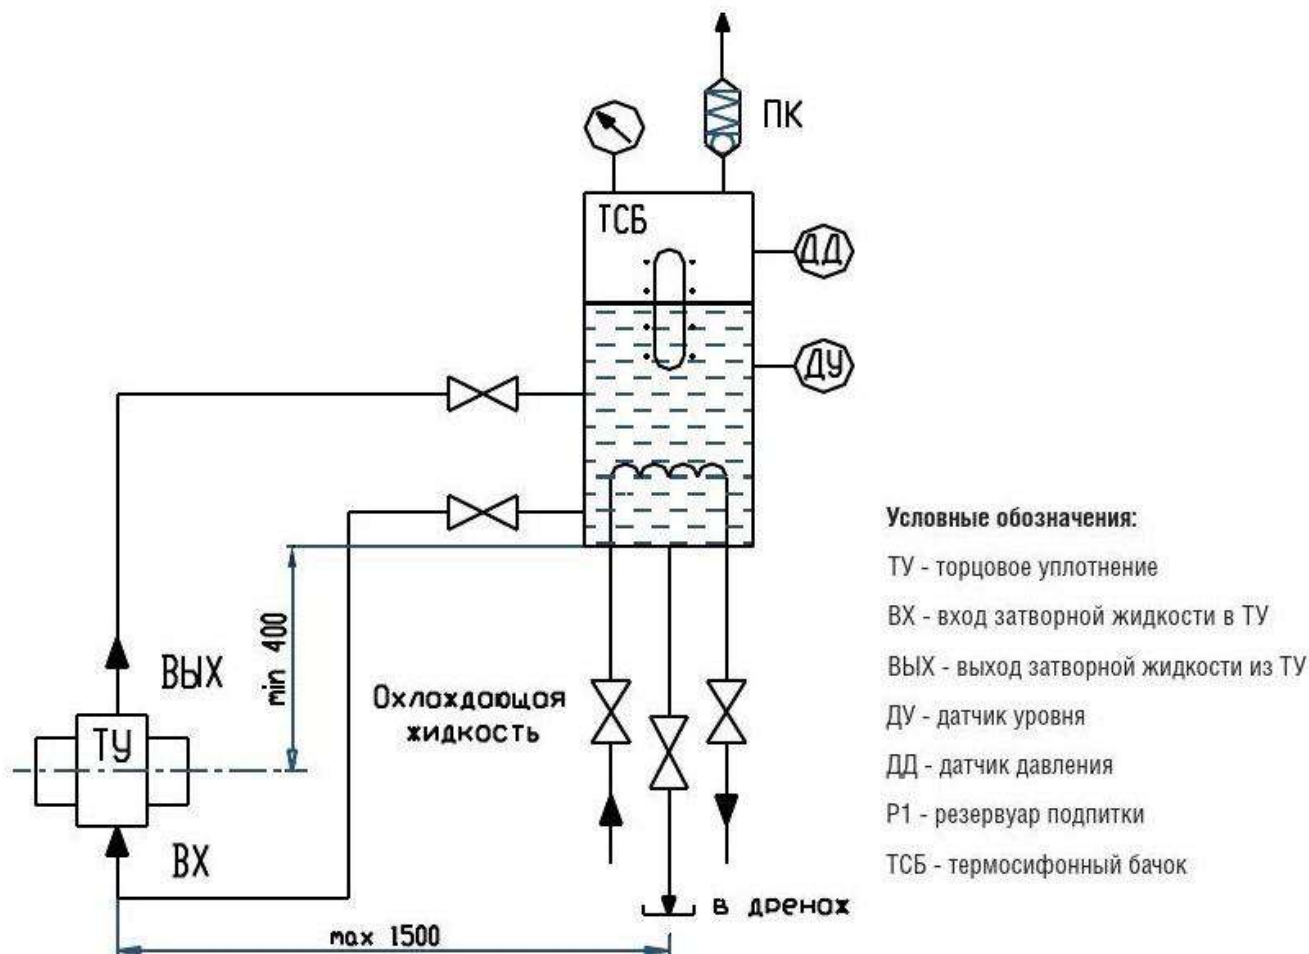 ПК
ТСБ
ДД
ДУ
ВЫХ
min 400
Охлаждающая
жидкость
ТУ
ВХ
в дренаж
max 1500
Условные обозначения:
ТУ - торцовое уплотнение
ВХ - вход затворной жидкости в ТУ
ВЫХ - выход затворной жидкости из ТУ
ДУ - датчик уровня
ДД - датчик давления
Р1 - резервуар подпитки
ТСБ - термосифонный бачок